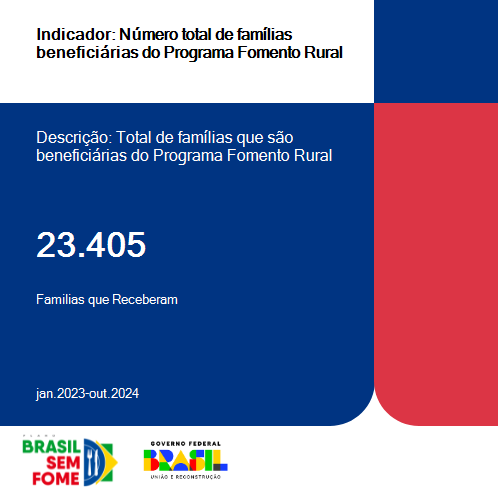 Indicador: Número total de famílias
beneficiárias do Programa Fomento Rural
Descrição: Total de famílias que são
beneficiárias do Programa Fomento Rural
23.405
Familias que Receberam
jan.2023-out.2024
PLANO
BRASIL
SEM
FOME
GOVERNO FEDERAL
BRASIL
UNIÃO E RECONSTRUÇÃO